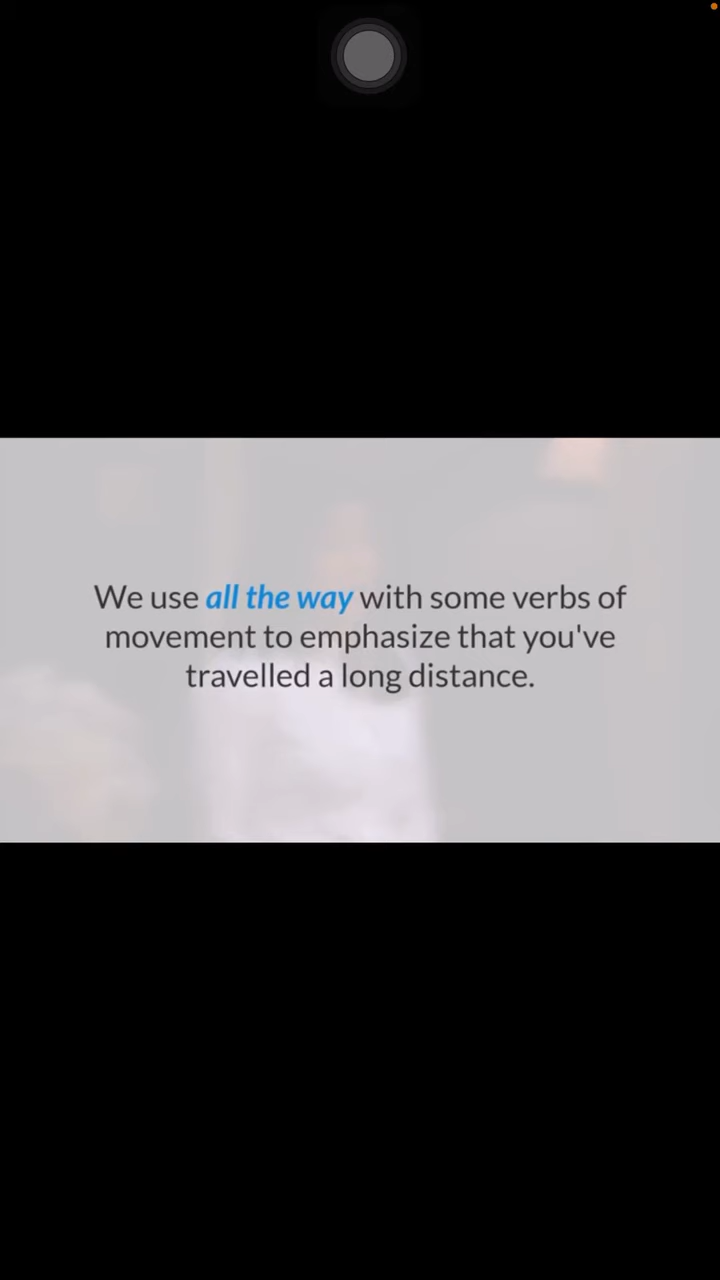 We use all the way with some verbs of
movement to emphasize that you've
travelled a long distance.